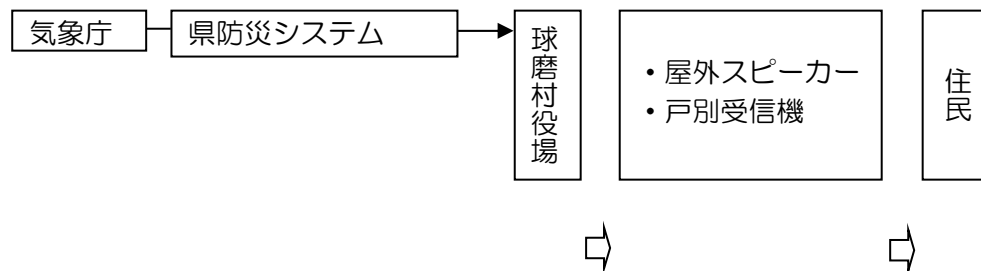 気象庁
県防災システム
球磨村役場
・屋外スピーカー
・戸別受信機
住民